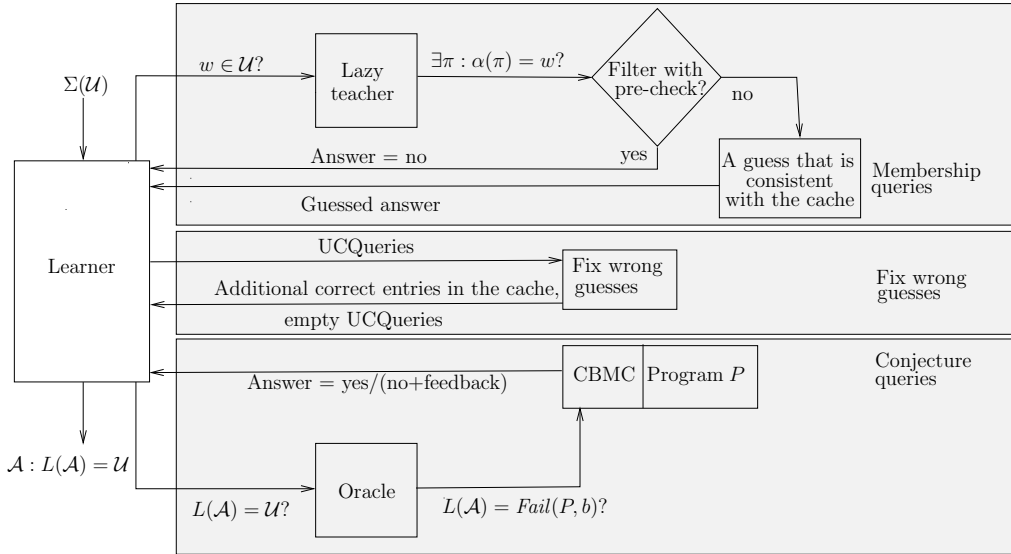 Σ(𝒰)
w ∈ 𝒰?
Lazy
teacher
∃π : α(π) = w?
Filter with
pre-check?
no
yes
Answer = no
A guess that is
consistent
with the cache
Membership
queries
Guessed answer
Learner
UCQueries
Fix wrong
guesses
Additional correct entries in the cache,
empty UCQueries
Fix wrong
guesses
Answer = yes/(no+feedback)
CBMC
Program P
Conjecture
queries
𝒜 : L(𝒜) = 𝒰
L(𝒜) = 𝒰?
Oracle
L(𝒜) = Fail(P, b)?